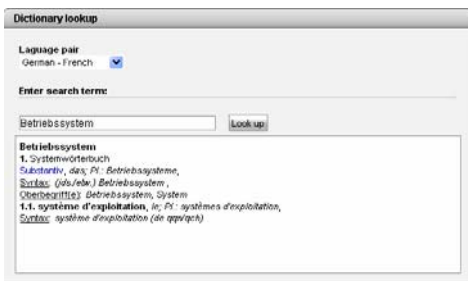 Dictionary lookup
Laguage pair
German - French
Enter search term:
Betriebssystem
Look up
Betriebssystem
1. Systemwörterbuch
Substantiv, das; Pl.: Betriebssysteme,
Syntax: (jds/etw.) Betriebssystem ,
Oberbegriff(e): Betriebssystem, System
1.1. système d'exploitation, le; Pl.: systèmes d'exploitation,
Syntax: système d'exploitation (de qqn/qch)